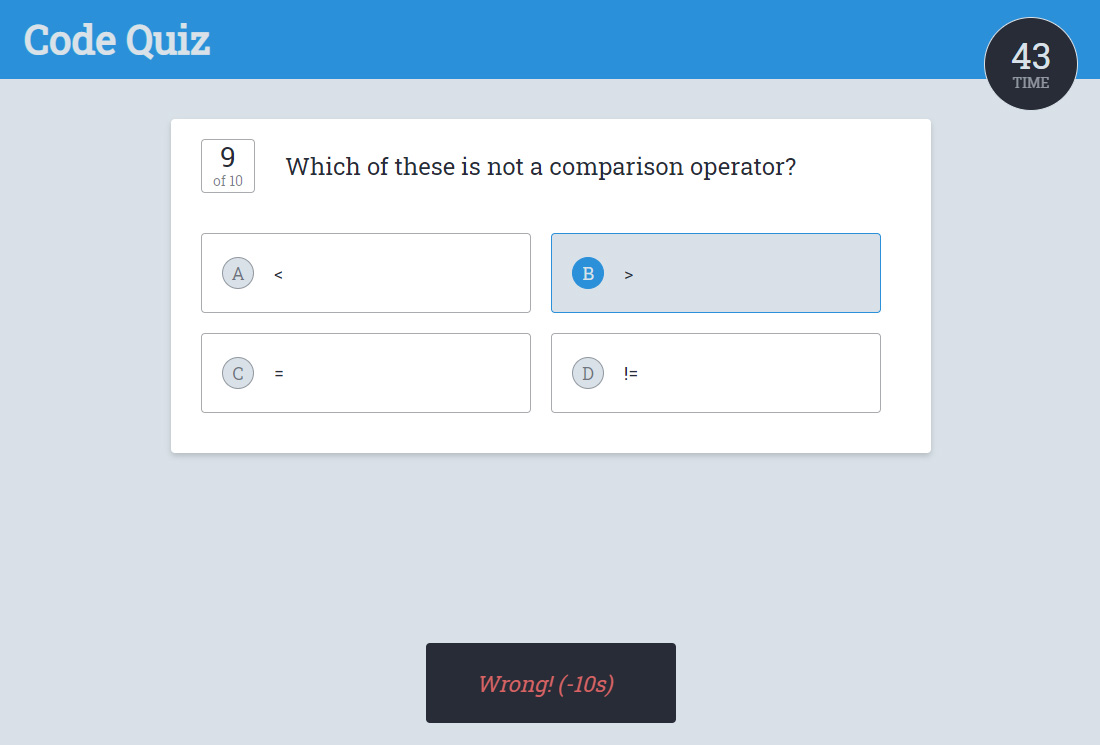 Code Quiz
43
TIME
9
of 10
Which of these is not a comparison operator?
A <
B >
C =
D !=
Wrong! (-10s)